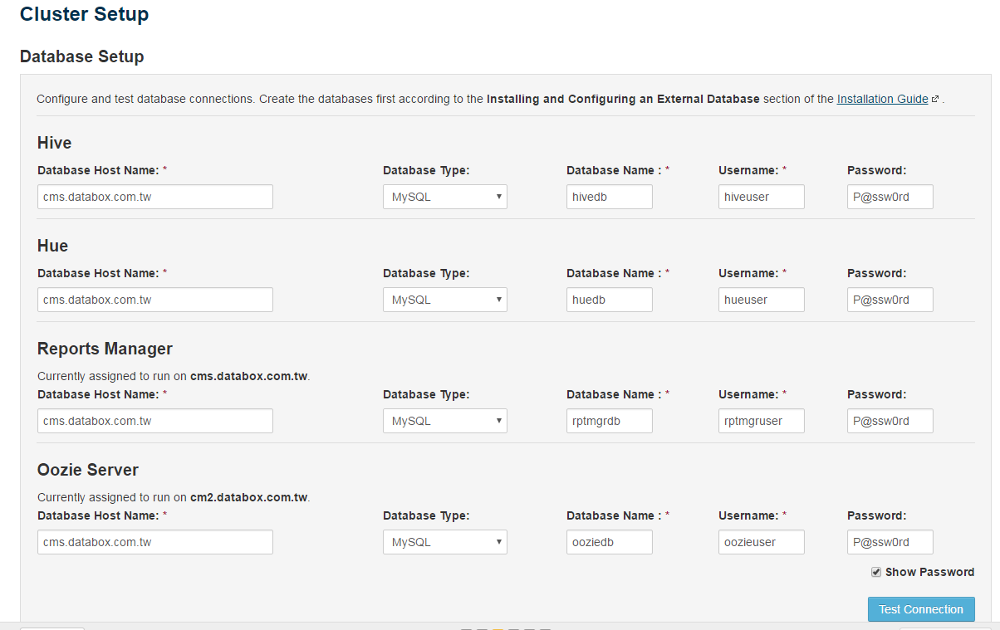 Cluster Setup
Database Setup
Configure and test database connections. Create the databases first according to the Installing and Configuring an External Database section of the Installation Guide .
Hive
Database Host Name: * Database Type: Database Name : * Username: * Password:
cms.databox.com.tw MySQL hivedb hiveuser P@ssw0rd
Hue
Database Host Name: * Database Type: Database Name : * Username: * Password:
cms.databox.com.tw MySQL huedb hueuser P@ssw0rd
Reports Manager
Currently assigned to run on cms.databox.com.tw.
Database Host Name: * Database Type: Database Name : * Username: * Password:
cms.databox.com.tw MySQL rptmgrdb rptmgruser P@ssw0rd
Oozie Server
Currently assigned to run on cm2.databox.com.tw.
Database Host Name: * Database Type: Database Name : * Username: * Password:
cms.databox.com.tw MySQL ooziedb oozieuser P@ssw0rd
Show Password
Test Connection